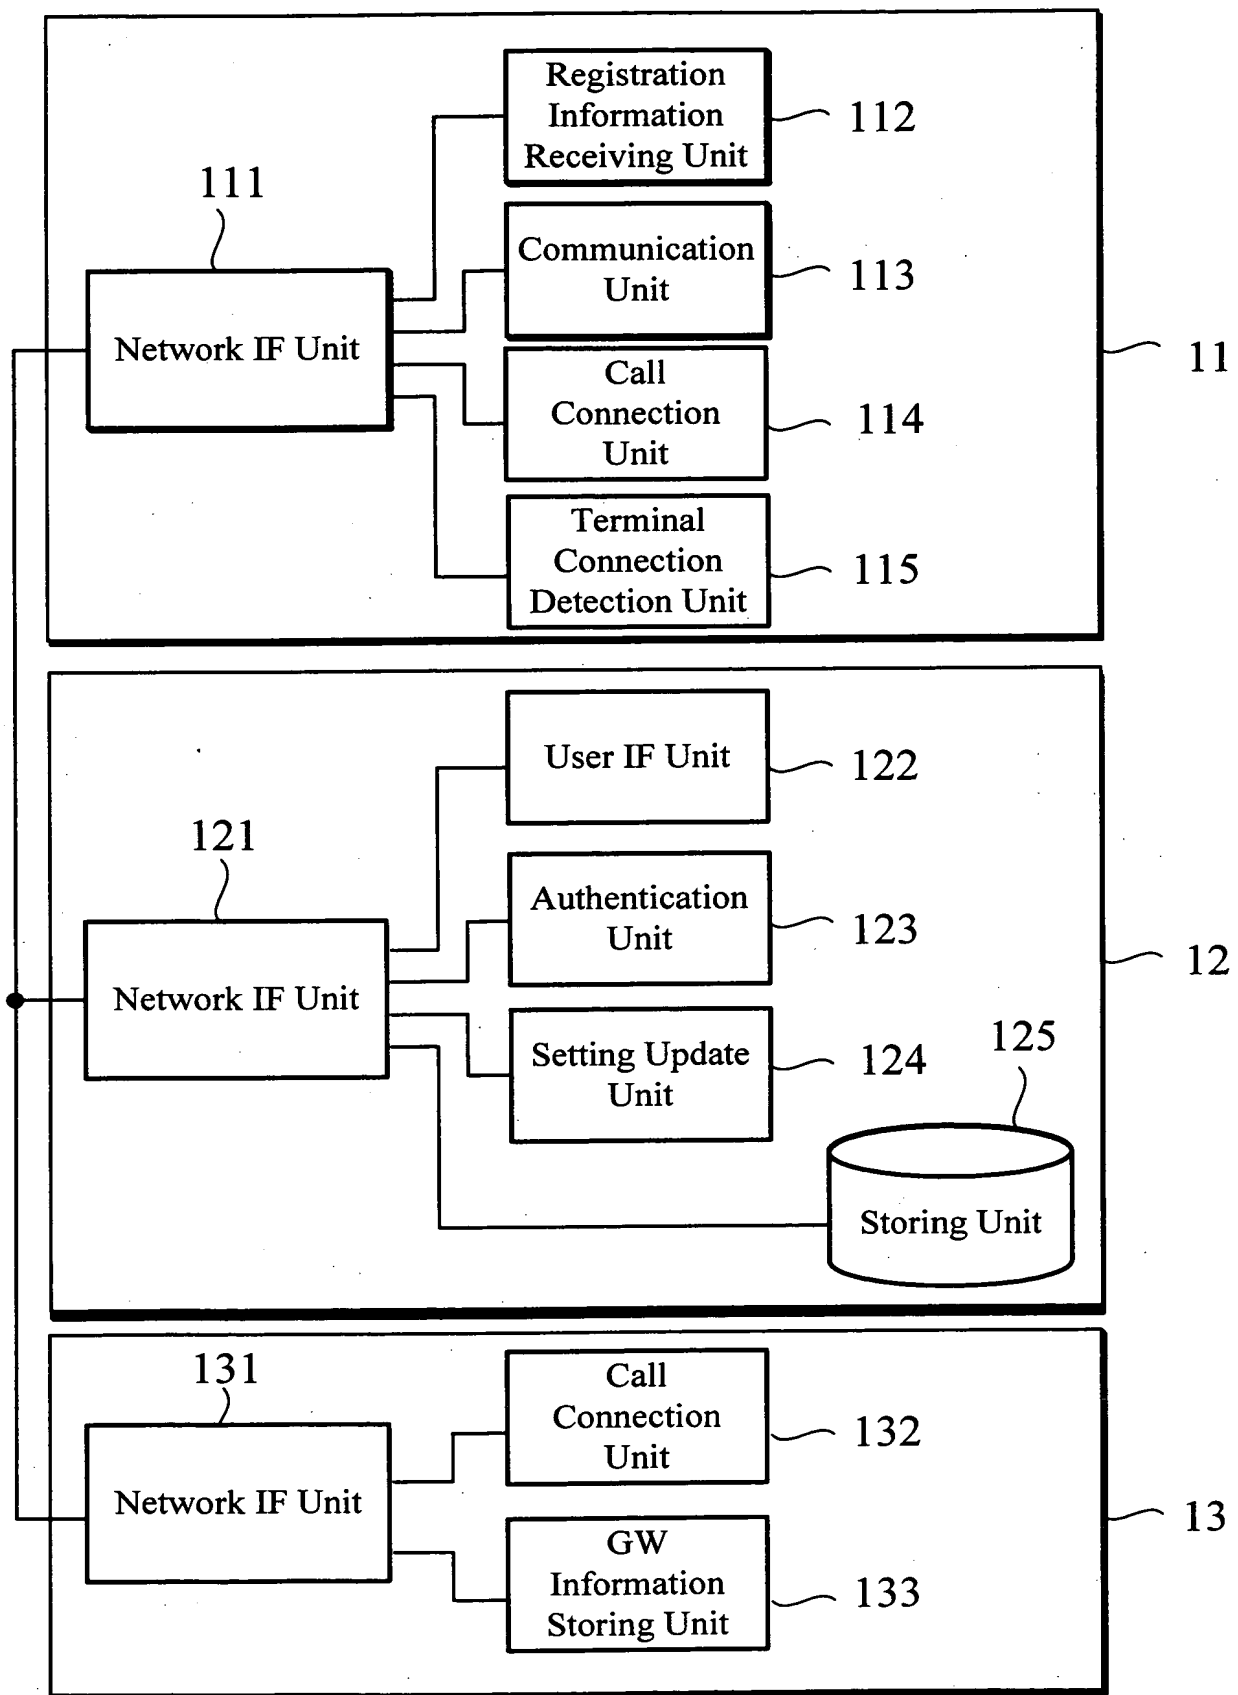 Registration
Information
Receiving Unit
112
111
Communication
Unit
113
Network IF Unit
Call
Connection
Unit
114
11
Terminal
Connection
Detection Unit
115
User IF Unit
122
121
Authentication
Unit
123
Network IF Unit
12
Setting Update
Unit
124
125
Storing Unit
131
Call
Connection
Unit
132
Network IF Unit
13
GW
Information
Storing Unit
133